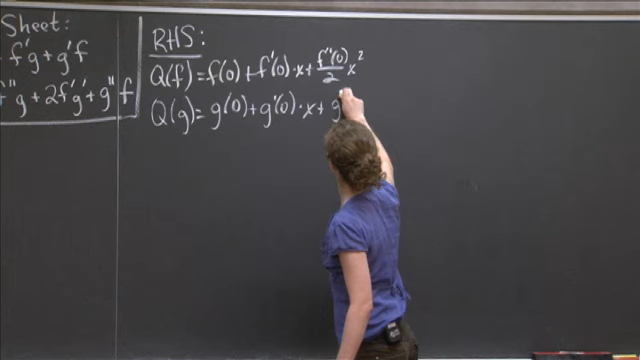 Sheet:
f'g + g'f
" g + 2f'g' + g" f
RHS:
Q(f) = f(0) + f'(0) · x + f"(0)/2 x²
Q(g) = g(0) + g'(0) · x + g